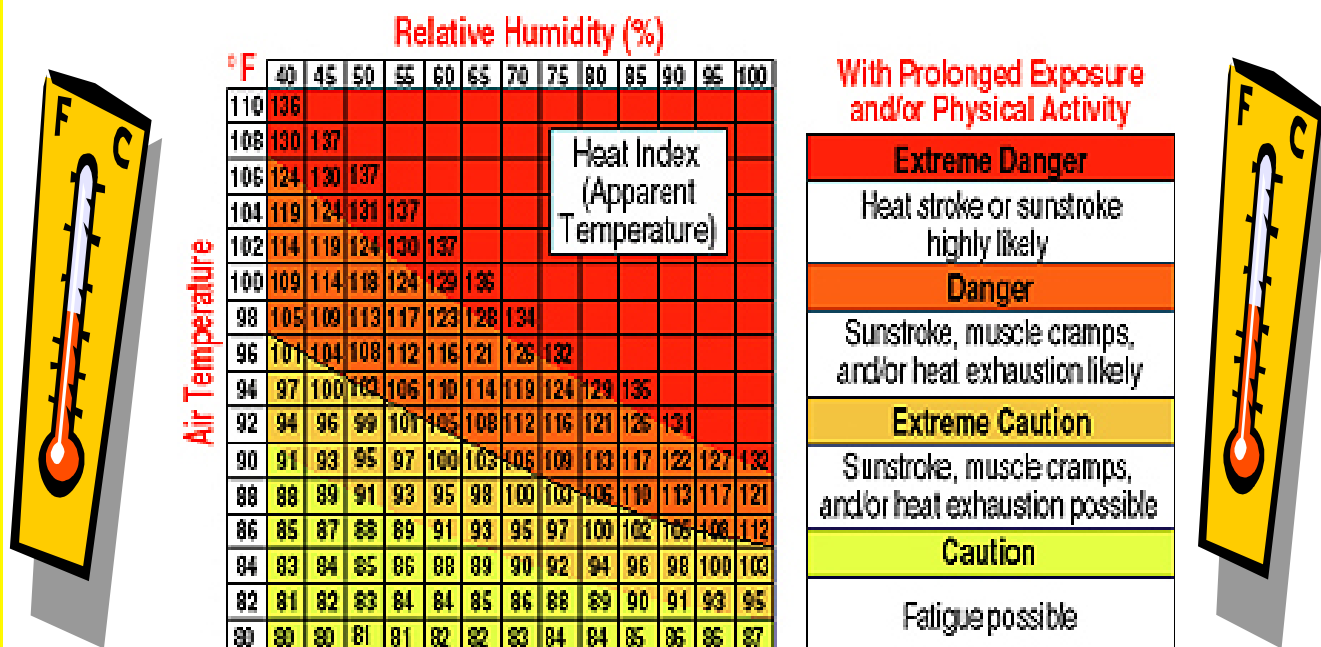 Relative Humidity (%)
°F 40 45 50 55 60 65 70 75 80 85 90 95 100
110 136
108 130 137
106 124 130 137
104 119 124 131 137
102 114 119 124 130 137
100 109 114 118 124 129 136
98 105 109 113 117 123 128 134
96 101 104 108 112 116 121 126 132
94 97 100 102 106 110 114 119 124 129 135
92 94 96 99 101 105 108 112 116 121 126 131
90 91 93 95 97 100 103 106 109 113 117 122 127 132
88 88 89 91 93 95 98 100 103 106 110 113 117 121
86 85 87 88 89 91 93 95 97 100 102 105 108 112
84 83 84 85 86 88 89 90 92 94 96 98 100 103
82 81 82 83 84 84 85 86 88 89 90 91 93 95
80 80 80 81 81 82 82 83 84 84 85 86 86 87
Air Temperature
Heat Index
(Apparent
Temperature)
With Prolonged Exposure
and/or Physical Activity
Extreme Danger
Heat stroke or sunstroke
highly likely
Danger
Sunstroke, muscle cramps,
and/or heat exhaustion likely
Extreme Caution
Sunstroke, muscle cramps,
and/or heat exhaustion possible
Caution
Fatigue possible
F C
F C